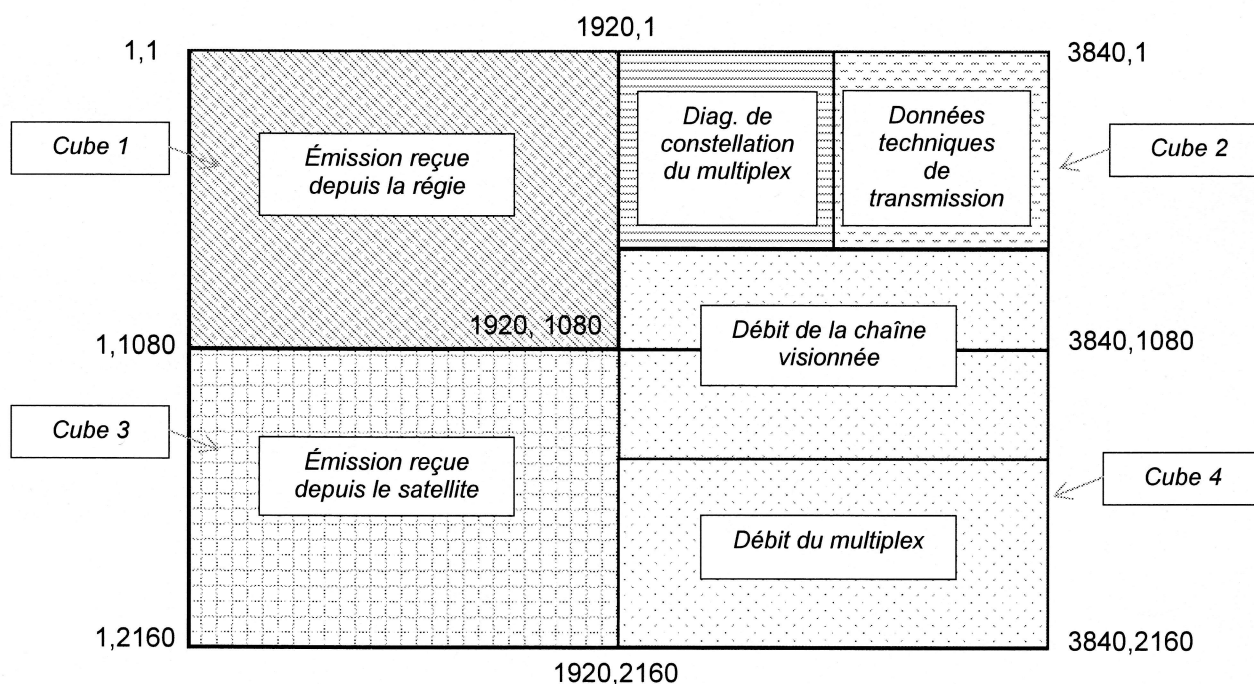 1920,1
1,1
3840,1
Cube 1
Émission reçue
depuis la régie
Diag. de
constellation
du multiplex
Données
techniques
de
transmission
Cube 2
1920, 1080
1,1080
Débit de la chaîne
visionnée
3840,1080
Cube 3
Émission reçue
depuis le satellite
Cube 4
Débit du multiplex
1,2160
3840,2160
1920,2160